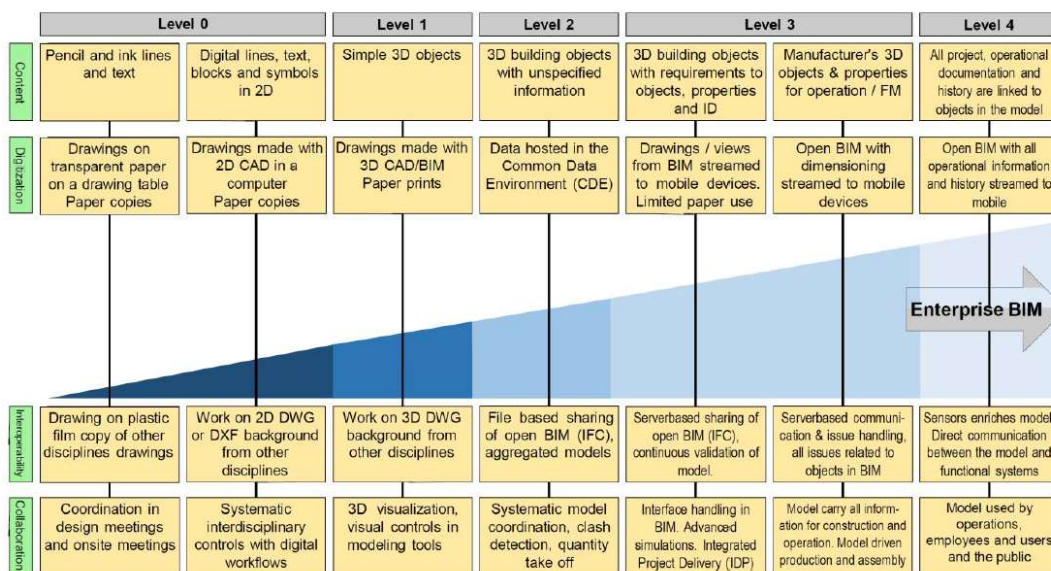 Level 0
Level 1
Level 2
Level 3
Level 4
Content
Pencil and ink lines
and text
Digital lines, text,
blocks and symbols
in 2D
Simple 3D objects
3D building objects
with unspecified
information
3D building objects
with requirements to
objects, properties
and ID
Manufacturer's 3D
objects & properties
for operation / FM
All project, operational
documentation and
history are linked to
objects in the model
Digitization
Drawings on
transparent paper
on a drawing table
Paper copies
Drawings made with
2D CAD in a
computer
Paper copies
Drawings made with
3D CAD/BIM
Paper prints
Data hosted in the
Common Data
Environment (CDE)
Drawings / views
from BIM streamed
to mobile devices.
Limited paper use
Open BIM with
dimensioning
streamed to mobile
devices
Open BIM with all
operational information
and history streamed to
mobile
Enterprise BIM
Interoperability
Drawing on plastic
film copy of other
disciplines drawings
Work on 2D DWG
or DXF background
from other
disciplines
Work on 3D DWG
background from
other disciplines
File based sharing
of open BIM (IFC),
aggregated models
Serverbased sharing of
open BIM (IFC),
continuous validation of
model.
Serverbased communi-
cation & issue handling,
all issues related to
objects in BIM
Sensors enriches model
Direct communication
between the model and
functional systems
Collaboration
Coordination in
design meetings
and onsite meetings
Systematic
interdisciplinary
controls with digital
workflows
3D visualization,
visual controls in
modeling tools
Systematic model
coordination, clash
detection, quantity
take off
Interface handling in
BIM. Advanced
simulations. Integrated
Project Delivery (IDP)
Model carry all infor-
mation for construction and
operation. Model driven
production and assembly
Model used by
operations,
employees and users
and the public